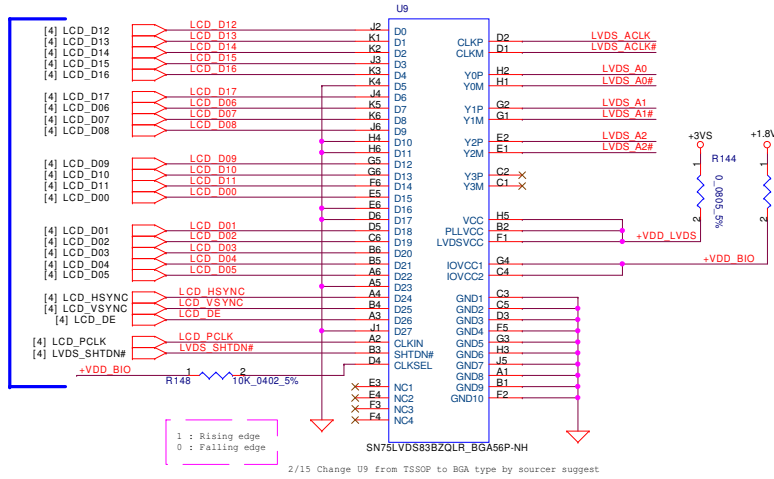 U9
[4] LCD_D12 LCD_D12 J2 D0
[4] LCD_D13 LCD_D13 K1 D1
[4] LCD_D14 LCD_D14 K2 D2
[4] LCD_D15 LCD_D15 J3 D3
[4] LCD_D16 LCD_D16 K3 D4
K4 D5
[4] LCD_D17 LCD_D17 J4 D6
[4] LCD_D06 LCD_D06 K5 D7
[4] LCD_D07 LCD_D07 K6 D8
[4] LCD_D08 LCD_D08 J6 D9
H4 D10
H6 D11
[4] LCD_D09 LCD_D09 G5 D12
[4] LCD_D10 LCD_D10 G6 D13
[4] LCD_D11 LCD_D11 F6 D14
[4] LCD_D00 LCD_D00 E5 D15
E6 D16
D6 D17
[4] LCD_D01 LCD_D01 D5 D18
[4] LCD_D02 LCD_D02 C6 D19
[4] LCD_D03 LCD_D03 B6 D20
[4] LCD_D04 LCD_D04 B5 D21
[4] LCD_D05 LCD_D05 A6 D22
A5 D23
[4] LCD_HSYNC LCD_HSYNC A4 D24
[4] LCD_VSYNC LCD_VSYNC B4 D25
[4] LCD_DE LCD_DE A3 D26
J1 D27
[4] LCD_PCLK LCD_PCLK A2 CLKIN
[4] LVDS_SHTDN# LVDS_SHTDN# B3 SHTDN#
D4 CLKSEL
+VDD_BIO 1 2
R148 10K_0402_5%
E3 NC1
E4 NC2
F3 NC3
F4 NC4
CLKP D2 LVDS_ACLK
CLKM D1 LVDS_ACLK#
Y0P H2 LVDS_A0
Y0M H1 LVDS_A0#
Y1P G2 LVDS_A1
Y1M G1 LVDS_A1#
Y2P E2 LVDS_A2
Y2M E1 LVDS_A2#
Y3P C2
Y3M C1
VCC H5
PLLVCC B2
LVDSVCC F1 +VDD_LVDS
IOVCC1 G4 +VDD_BIO
IOVCC2 C4
GND1 C3
GND2 C5
GND3 D3
GND4 F5
GND5 G3
GND6 H3
GND7 J5
GND8 A1
GND9 B1
GND10 F2
+3VS
1
R144
0_0805_5%
2
+1.8V
1
2
SN75LVDS83BZQLR_BGA56P-NH
1 : Rising edge
0 : Falling edge
2/15 Change U9 from TSSOP to BGA type by sourcer suggest